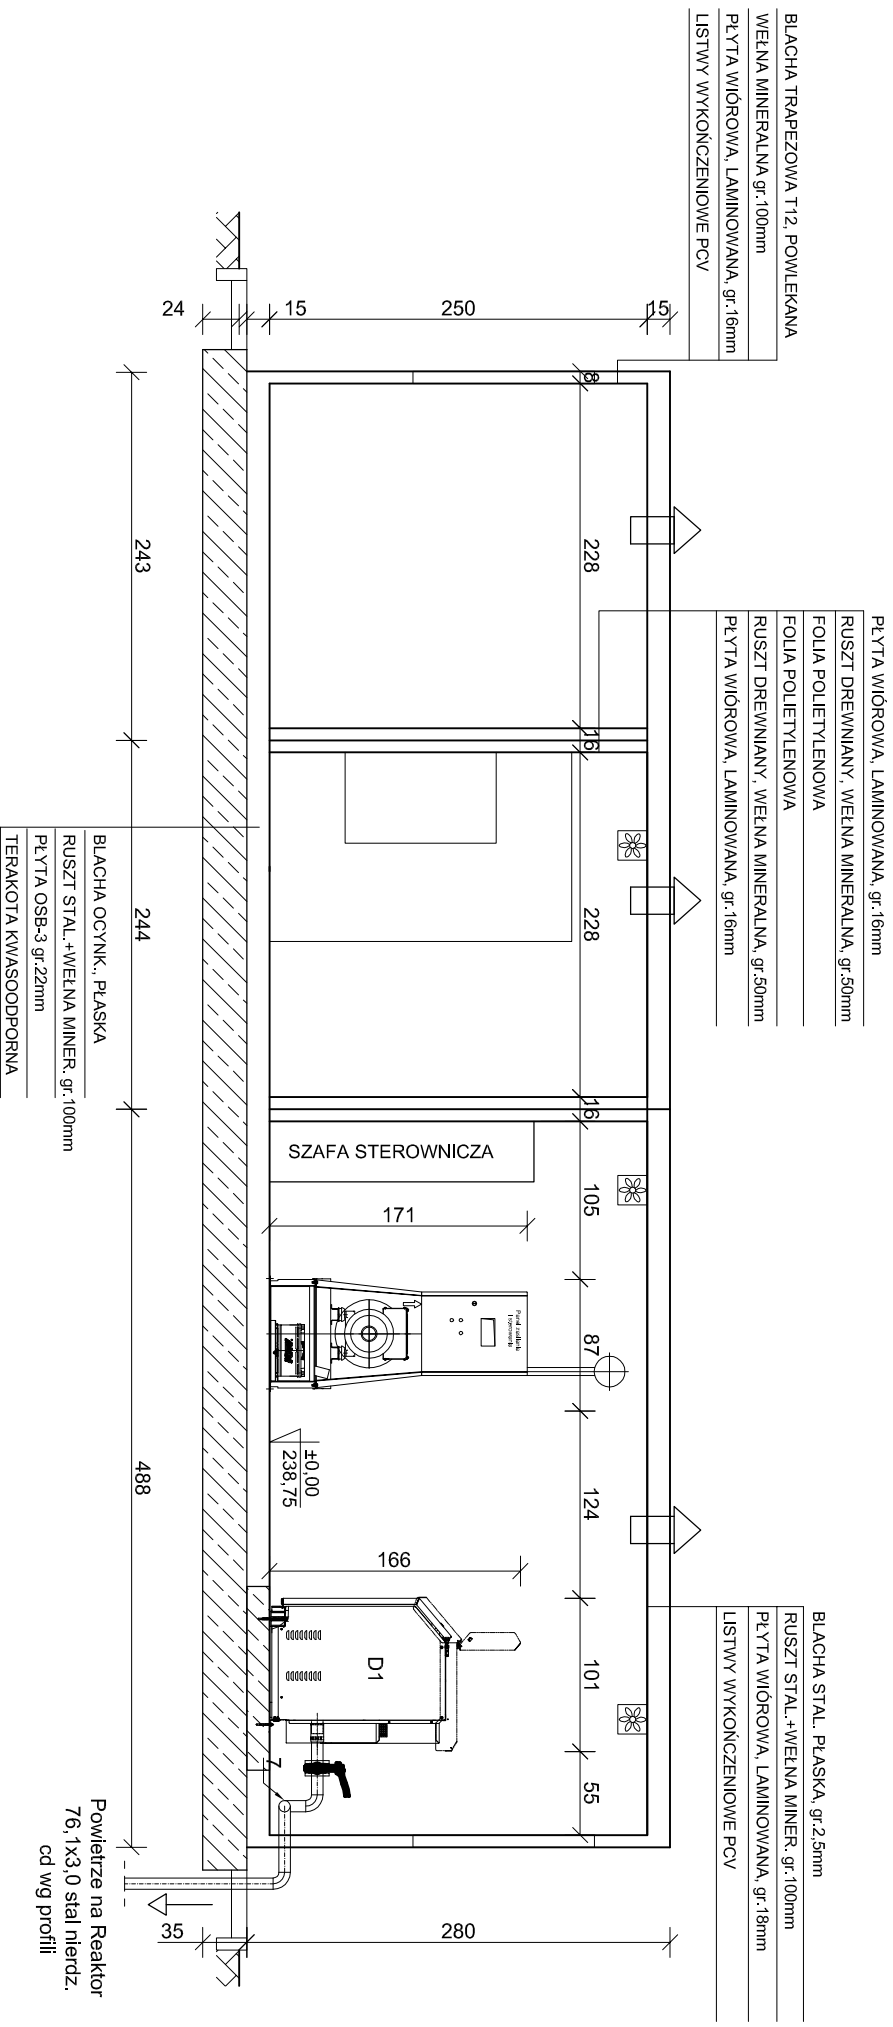 BLACHA TRAPEZOWA T12, POWLEKANA
WEŁNA MINERALNA gr.100mm
PŁYTA WIÓROWA, LAMINOWANA, gr.16mm
LISTWY WYKOŃCZENIOWE PCV
PŁYTA WIÓROWA, LAMINOWANA, gr.16mm
RUSZT DREWNIANY, WEŁNA MINERALNA, gr.50mm
FOLIA POLIETYLENOWA
FOLIA POLIETYLENOWA
RUSZT DREWNIANY, WEŁNA MINERALNA, gr.50mm
PŁYTA WIÓROWA, LAMINOWANA, gr.16mm
BLACHA STAL. PŁASKA, gr.2,5mm
RUSZT STAL.+WEŁNA MINER. gr.100mm
PŁYTA WIÓROWA, LAMINOWANA, gr.18mm
LISTWY WYKOŃCZENIOWE PCV
15
250
15
24
8
228
16
228
16
105
87
124
101
55
SZAFA STEROWNICZA
171
Panel zasilania
i sterowania
±0,00
238,75
166
D1
7
280
35
243
244
488
BLACHA OCYNK., PŁASKA
RUSZT STAL.+WEŁNA MINER. gr.100mm
PŁYTA OSB-3 gr.22mm
TERAKOTA KWASOODPORNA
Powietrze na Reaktor
76,1x3,0 stal nierdz.
cd wg profili